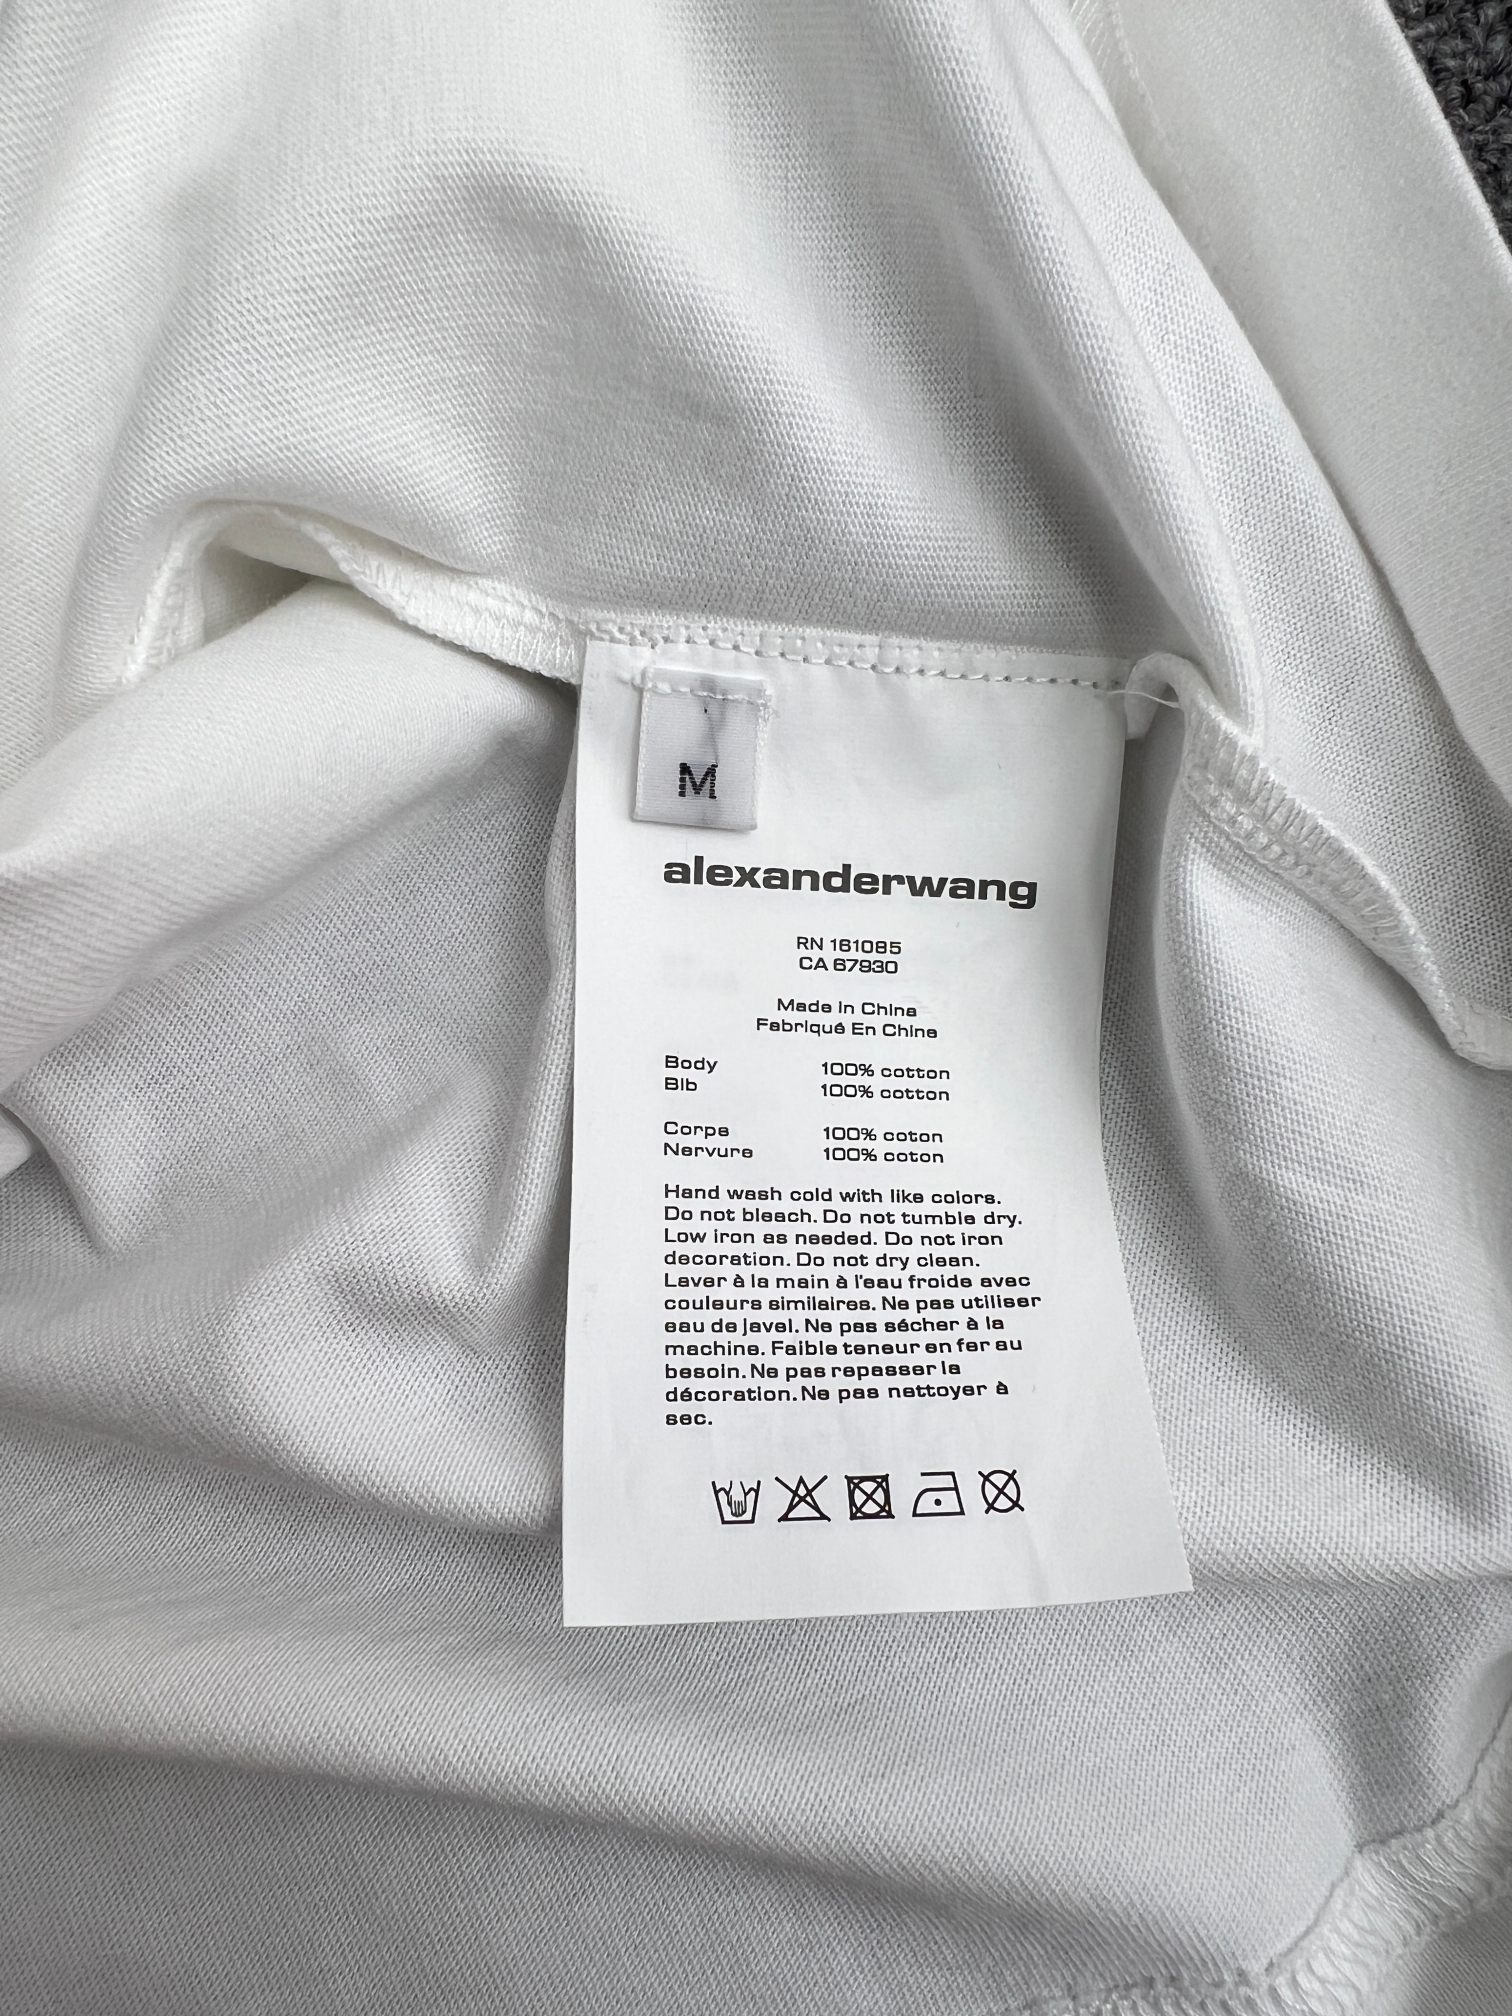 M
alexanderwang
RN 161085
CA 67930
Made In China
Fabriqué En Chine
Body 100% cotton
Bib 100% cotton
Corps 100% coton
Nervure 100% coton
Hand wash cold with like colors.
Do not bleach. Do not tumble dry.
Low iron as needed. Do not iron
decoration. Do not dry clean.
Laver à la main à l'eau froide avec
couleurs similaires. Ne pas utiliser
eau de javel. Ne pas sécher à la
machine. Faible teneur en fer au
besoin. Ne pas repasser la
décoration. Ne pas nettoyer à
sec.